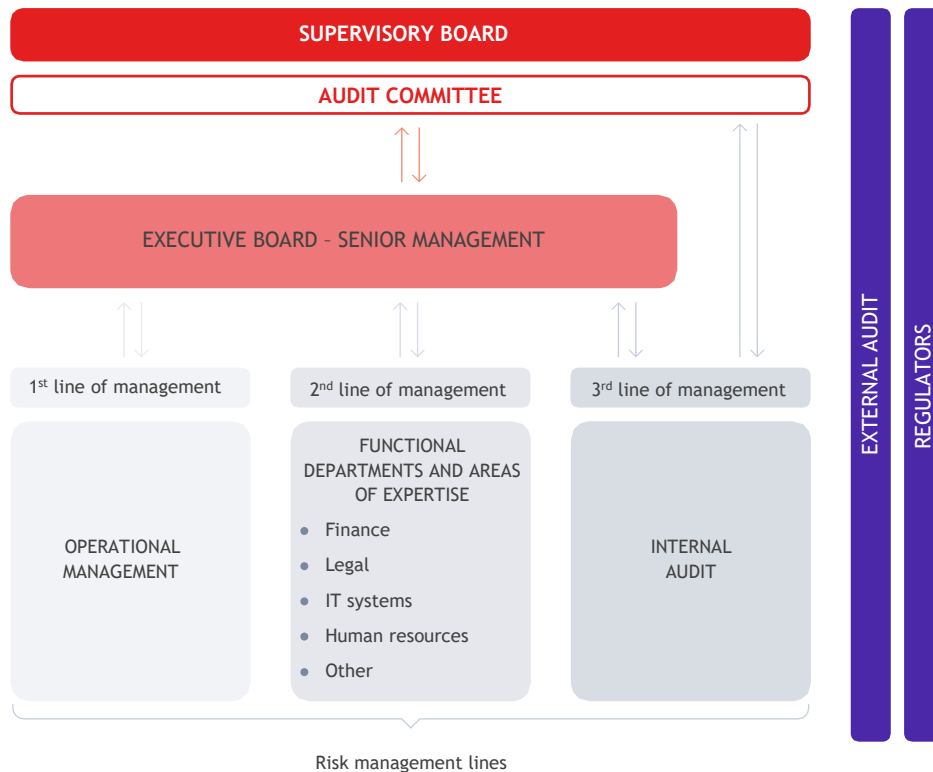 SUPERVISORY BOARD
AUDIT COMMITTEE
EXECUTIVE BOARD – SENIOR MANAGEMENT
1st line of management
2nd line of management
3rd line of management
OPERATIONAL
MANAGEMENT
FUNCTIONAL
DEPARTMENTS AND AREAS
OF EXPERTISE
• Finance
• Legal
• IT systems
• Human resources
• Other
INTERNAL
AUDIT
Risk management lines
EXTERNAL AUDIT
REGULATORS